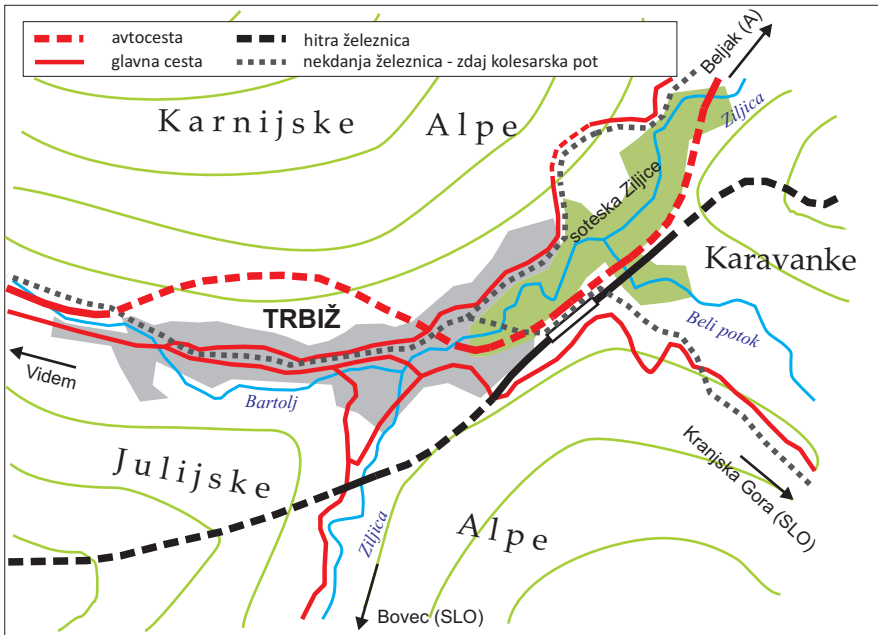 avtocesta
hitra železnica
glavna cesta
nekdanja železnica - zdaj kolesarska pot
Beljak (A)
Ziljica
Karnijske Alpe
soteska Ziljice
Karavanke
TRBIŽ
Beli potok
Videm
Bartolj
Julijske
Kranjska Gora (SLO)
Ziljica
Alpe
Bovec (SLO)